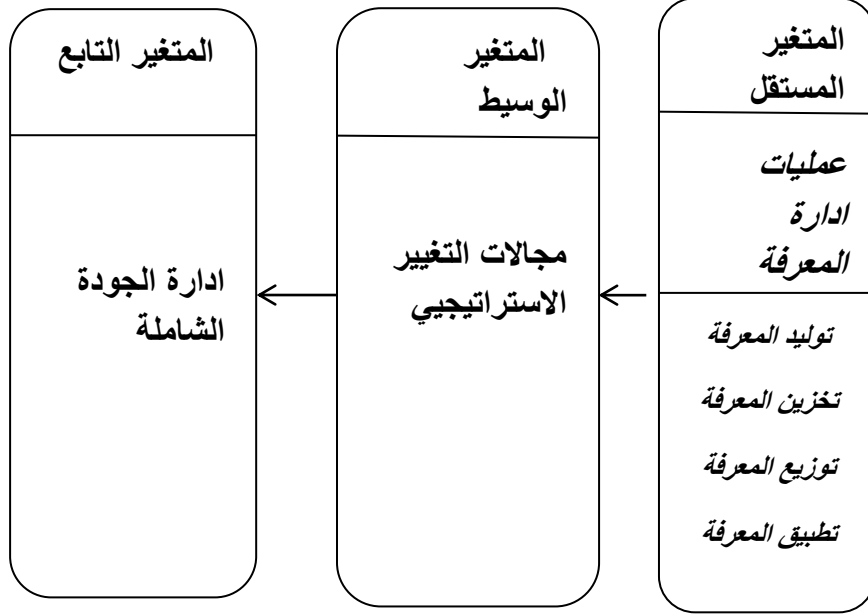 المتغير
المستقل
عمليات
ادارة
المعرفة
توليد المعرفة
تخزين المعرفة
توزيع المعرفة
تطبيق المعرفة
المتغير
الوسيط
مجالات التغيير
الاستراتيجيي
المتغير التابع
ادارة الجودة
الشاملة